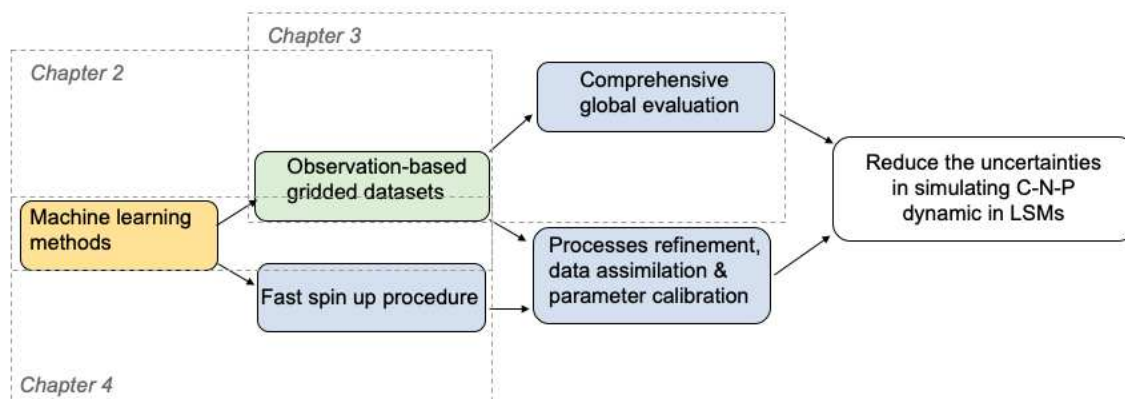 Chapter 3
Chapter 2
Comprehensive
global evaluation
Observation-based
gridded datasets
Reduce the uncertainties
in simulating C-N-P
dynamic in LSMs
Machine learning
methods
Processes refinement,
data assimilation &
parameter calibration
Fast spin up procedure
Chapter 4